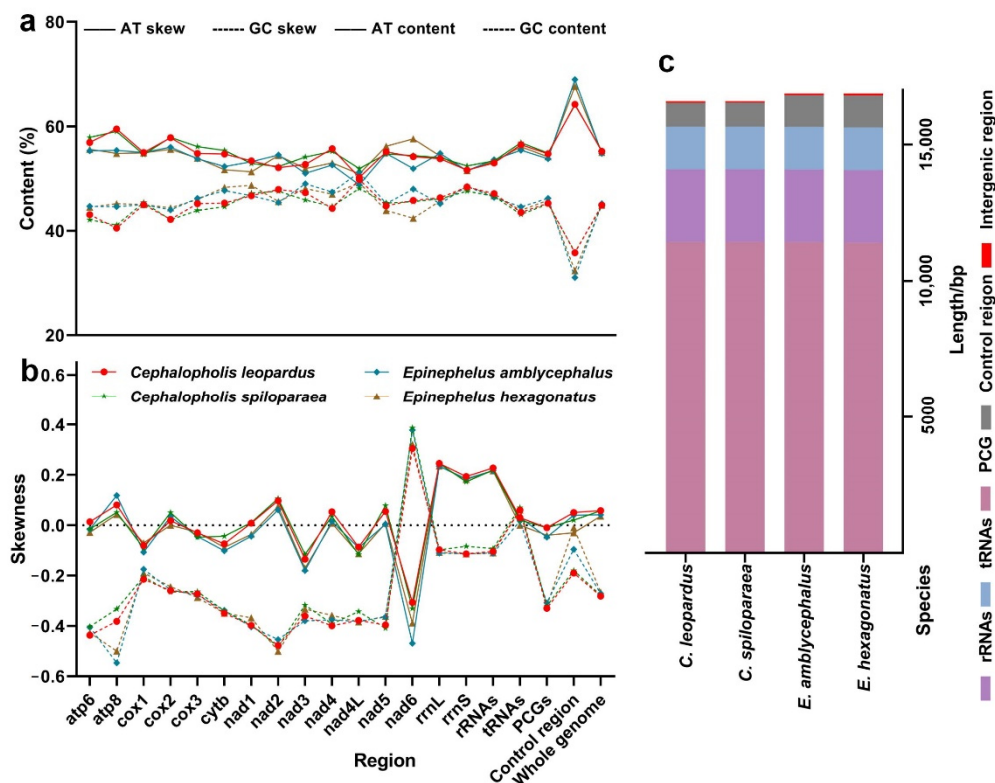 a
AT skew
GC skew
AT content
GC content
80
60
40
20
Content (%)
b
Cephalopholis leopardus
Epinephelus amblycephalus
Cephalopholis spiloparaea
Epinephelus hexagonatus
0.6
0.4
0.2
0.0
−0.2
−0.4
−0.6
Skewness
atp6
atp8
cox1
cox2
cox3
cytb
nad1
nad2
nad3
nad4
nad4L
nad5
nad6
rrnL
rrnS
rRNAs
tRNAs
PCGs
Control region
Whole genome
Region
c
15,000
10,000
5000
Length/bp
C. leopardus
C. spiloparaea
E. amblycephalus
E. hexagonatus
Species
rRNAs
tRNAs
PCG
Control reigon
Intergenic region